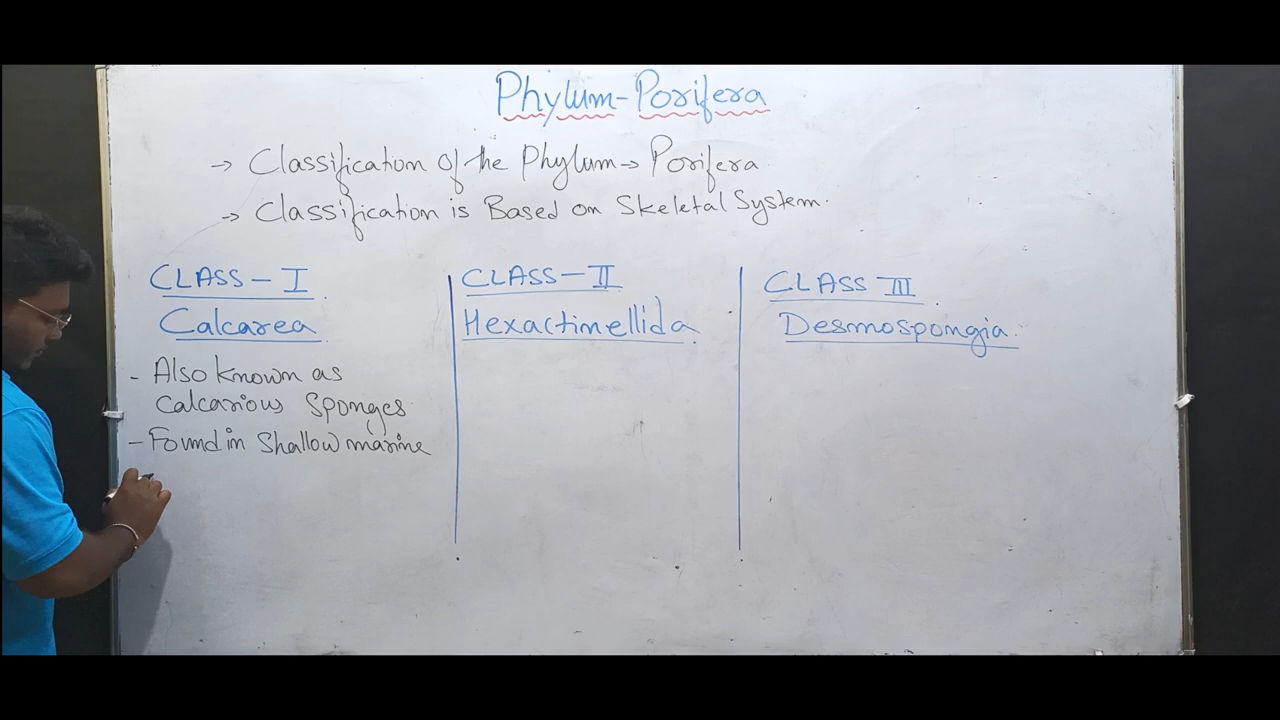 Phylum-Porifera
→ Classification of the Phylum → Porifera
→ Classification is Based on Skeletal System.
CLASS - I
Calcarea
- Also known as
Calcarious Sponges
- Found in Shallow marine
CLASS - II
Hexactimellida
CLASS III
Desmospongia